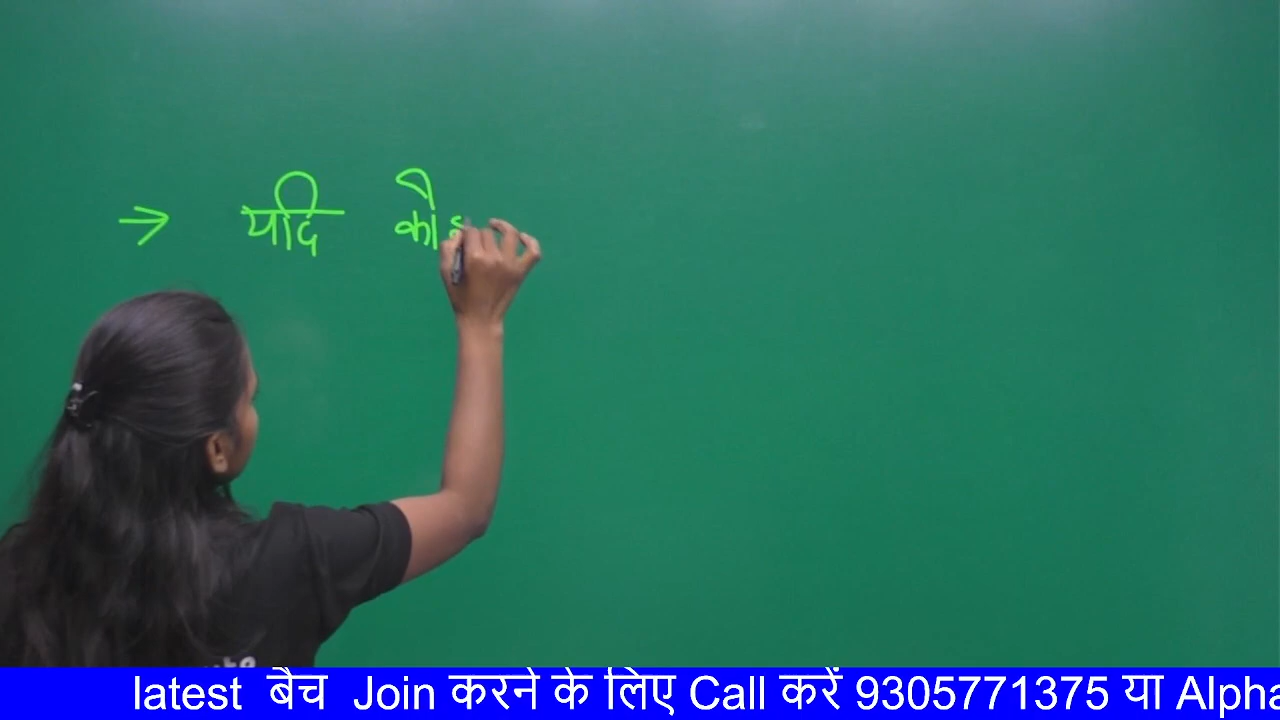 → यदि कोइ
latest बैच Join करने के लिए Call करें 9305771375 या Alpha